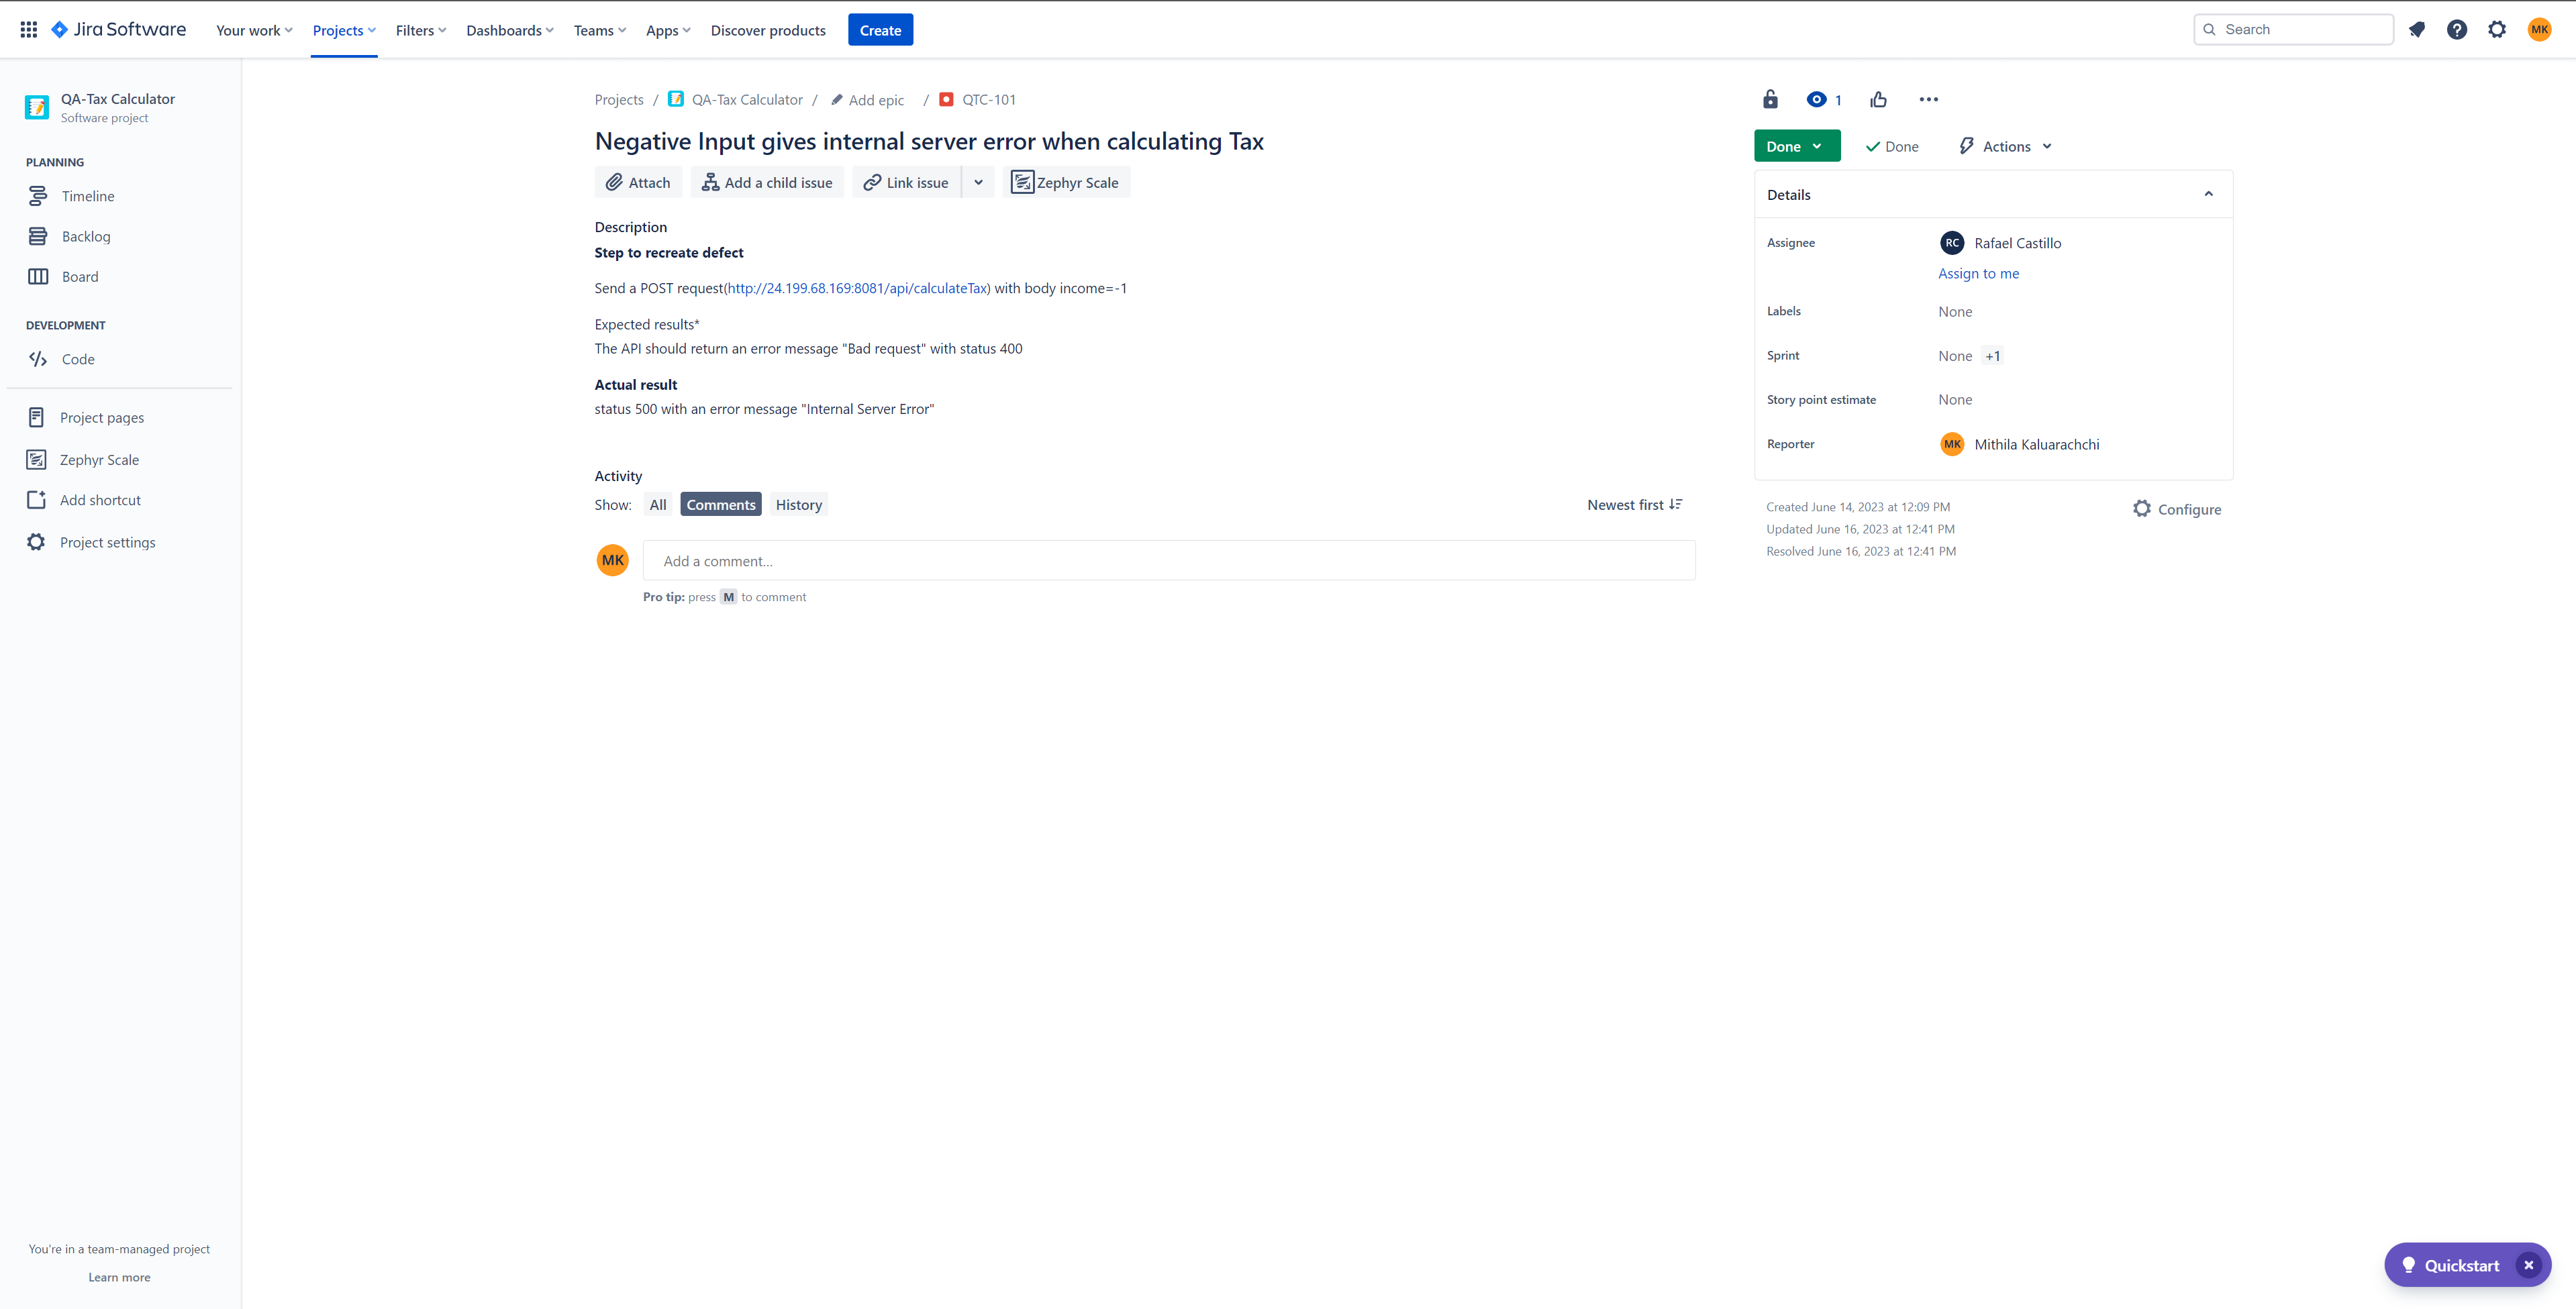 Jira Software Your work Projects Filters Dashboards Teams Apps Discover products Create Search MK
QA-Tax Calculator
Software project
PLANNING
Timeline
Backlog
Board
DEVELOPMENT
Code
Project pages
Zephyr Scale
Add shortcut
Project settings
You're in a team-managed project
Learn more
Projects / QA-Tax Calculator / Add epic / QTC-101
Negative Input gives internal server error when calculating Tax
Attach Add a child issue Link issue Zephyr Scale
Description
Step to recreate defect
Send a POST request(http://24.199.68.169:8081/api/calculateTax) with body income=-1
Expected results*
The API should return an error message "Bad request" with status 400
Actual result
status 500 with an error message "Internal Server Error"
Activity
Show: All Comments History Newest first
MK Add a comment...
Pro tip: press M to comment
1
Done Done Actions
Details
Assignee RC Rafael Castillo
Assign to me
Labels None
Sprint None +1
Story point estimate None
Reporter MK Mithila Kaluarachchi
Created June 14, 2023 at 12:09 PM Configure
Updated June 16, 2023 at 12:41 PM
Resolved June 16, 2023 at 12:41 PM
Quickstart